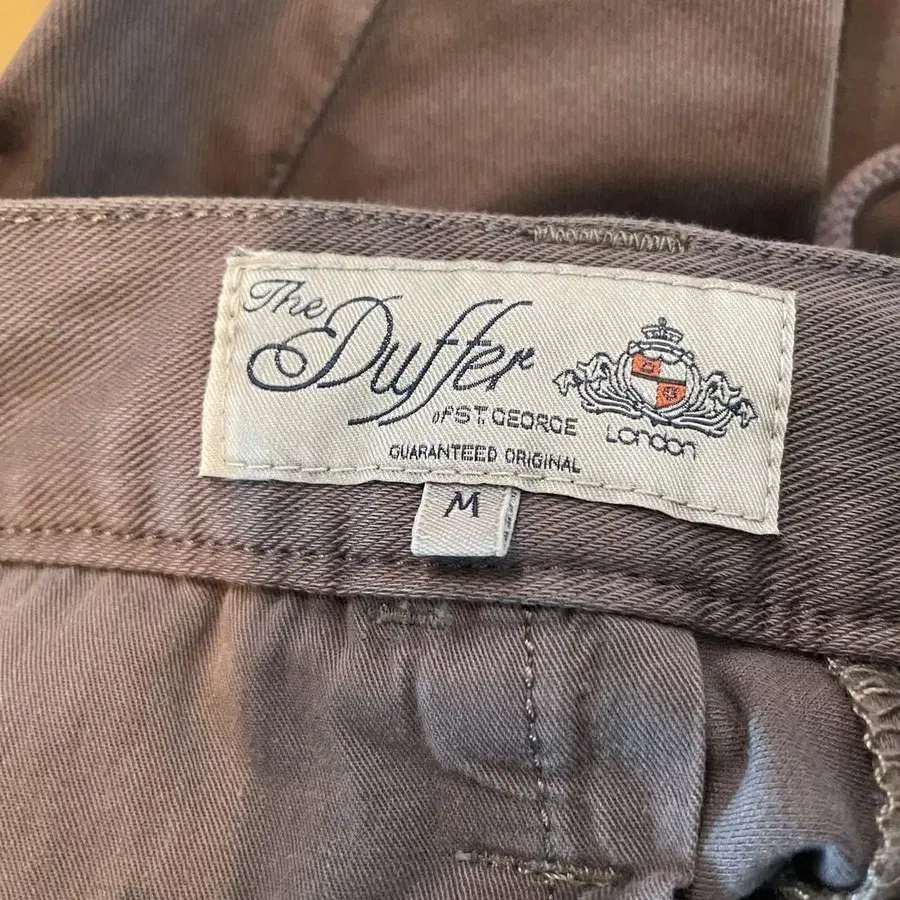 The
Duffer
of ST. GEORGE
GUARANTEED ORIGINAL
London
M